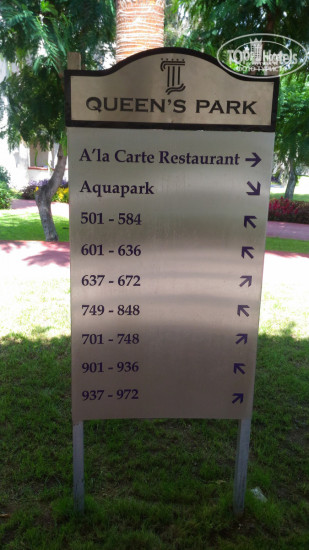 TopHotels
QUEEN'S PARK
A'la Carte Restaurant →
Aquapark ↘
501 - 584 ↖
601 - 636 ↖
637 - 672 ↗
749 - 848 ↖
701 - 748 ↗
901 - 936 ↖
937 - 972 ↗